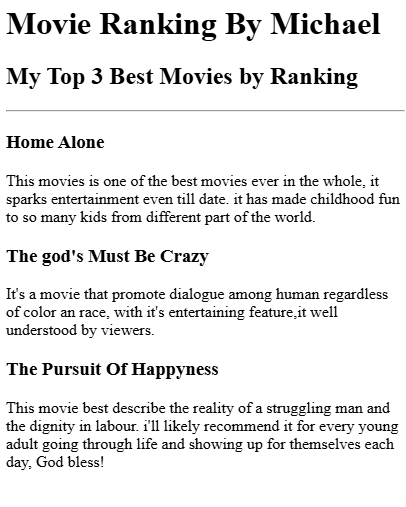 Movie Ranking By Michael
My Top 3 Best Movies by Ranking
Home Alone
This movies is one of the best movies ever in the whole, it
sparks entertainment even till date. it has made childhood fun
to so many kids from different part of the world.
The god's Must Be Crazy
It's a movie that promote dialogue among human regardless
of color an race, with it's entertaining feature,it well
understood by viewers.
The Pursuit Of Happyness
This movie best describe the reality of a struggling man and
the dignity in labour. i'll likely recommend it for every young
adult going through life and showing up for themselves each
day, God bless!